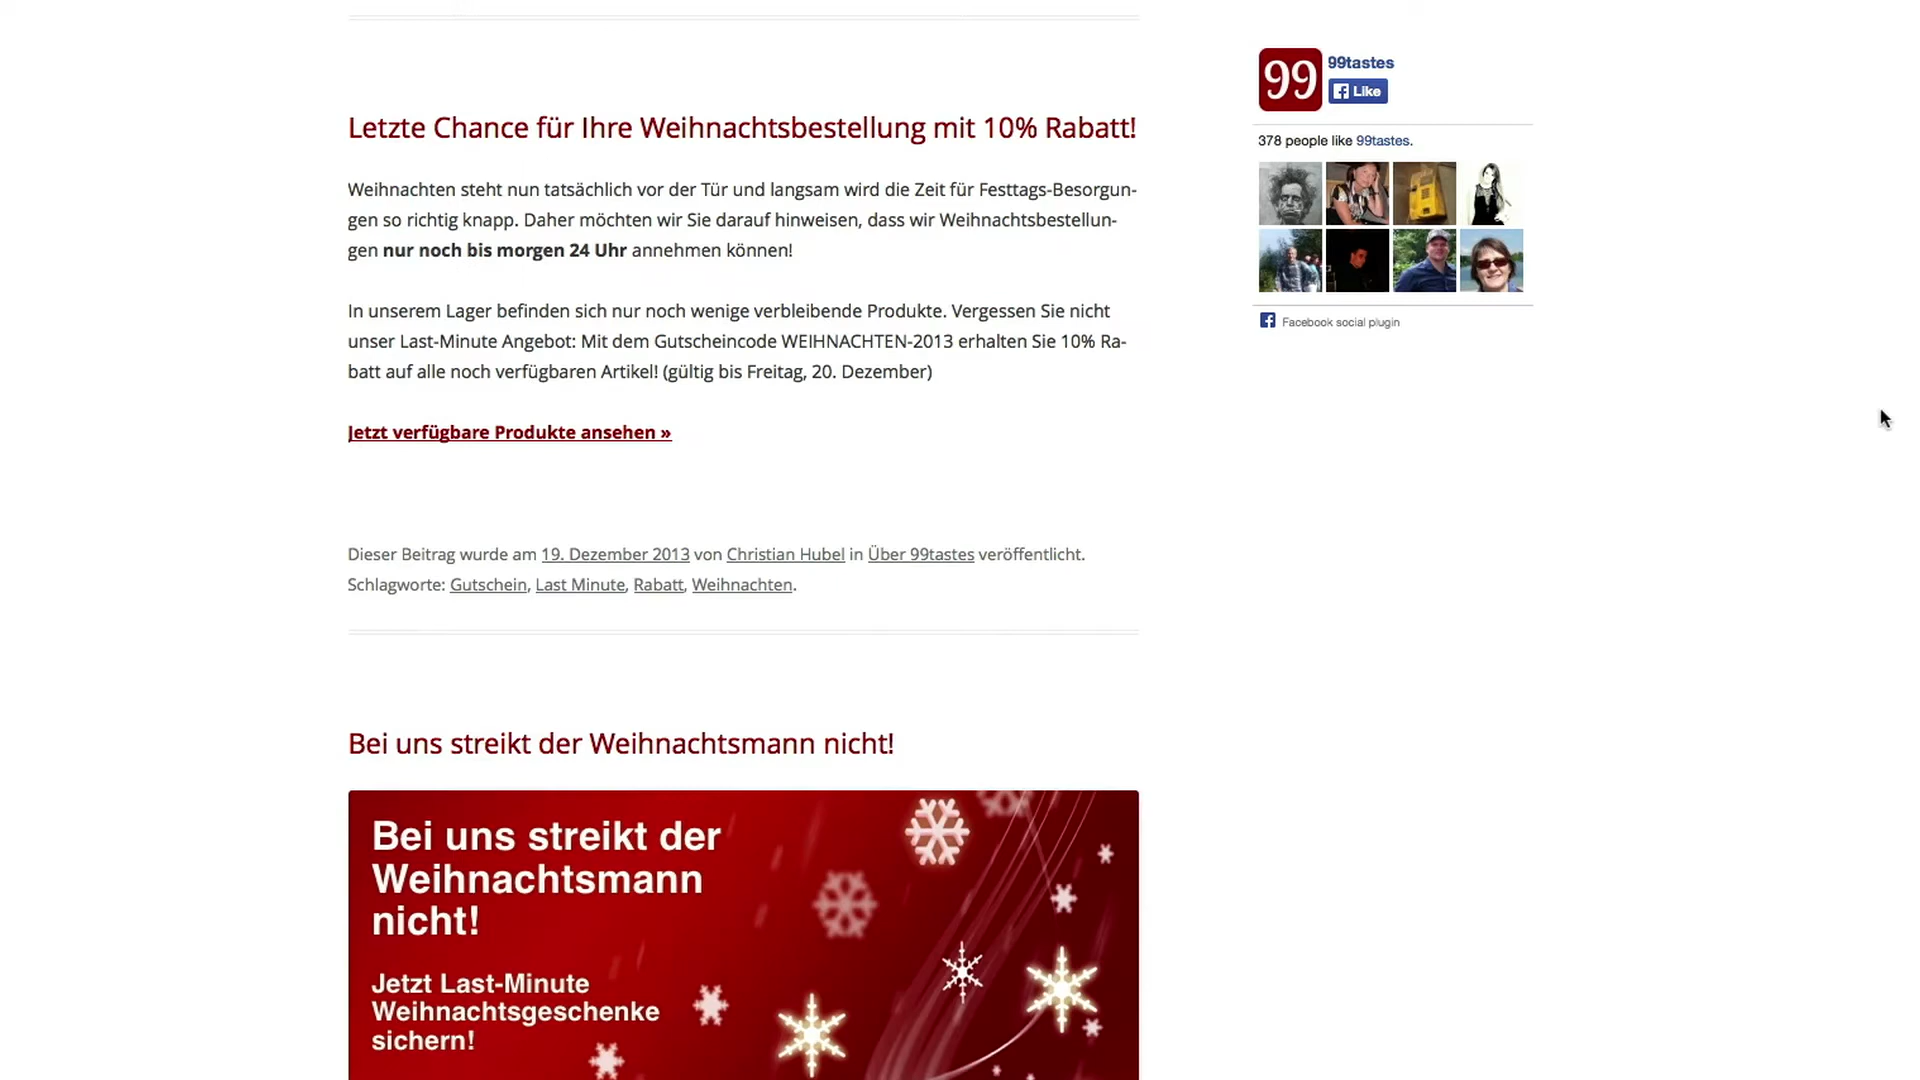 99
99tastes
Like
Letzte Chance für Ihre Weihnachtsbestellung mit 10% Rabatt!
378 people like 99tastes.
Weihnachten steht nun tatsächlich vor der Tür und langsam wird die Zeit für Festtags-Besorgun-
gen so richtig knapp. Daher möchten wir Sie darauf hinweisen, dass wir Weihnachtsbestellun-
gen nur noch bis morgen 24 Uhr annehmen können!
In unserem Lager befinden sich nur noch wenige verbleibende Produkte. Vergessen Sie nicht
unser Last-Minute Angebot: Mit dem Gutscheincode WEIHNACHTEN-2013 erhalten Sie 10% Ra-
batt auf alle noch verfügbaren Artikel! (gültig bis Freitag, 20. Dezember)
Facebook social plugin
Jetzt verfügbare Produkte ansehen »
Dieser Beitrag wurde am 19. Dezember 2013 von Christian Hubel in Über 99tastes veröffentlicht.
Schlagworte: Gutschein, Last Minute, Rabatt, Weihnachten.
Bei uns streikt der Weihnachtsmann nicht!
Bei uns streikt der
Weihnachtsmann
nicht!
Jetzt Last-Minute
Weihnachtsgeschenke
sichern!